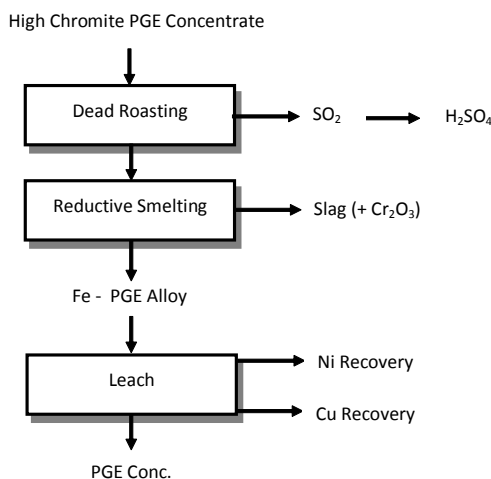 High Chromite PGE Concentrate
Dead Roasting
SO₂
H₂SO₄
Reductive Smelting
Slag (+ Cr₂O₃)
Fe - PGE Alloy
Leach
Ni Recovery
Cu Recovery
PGE Conc.